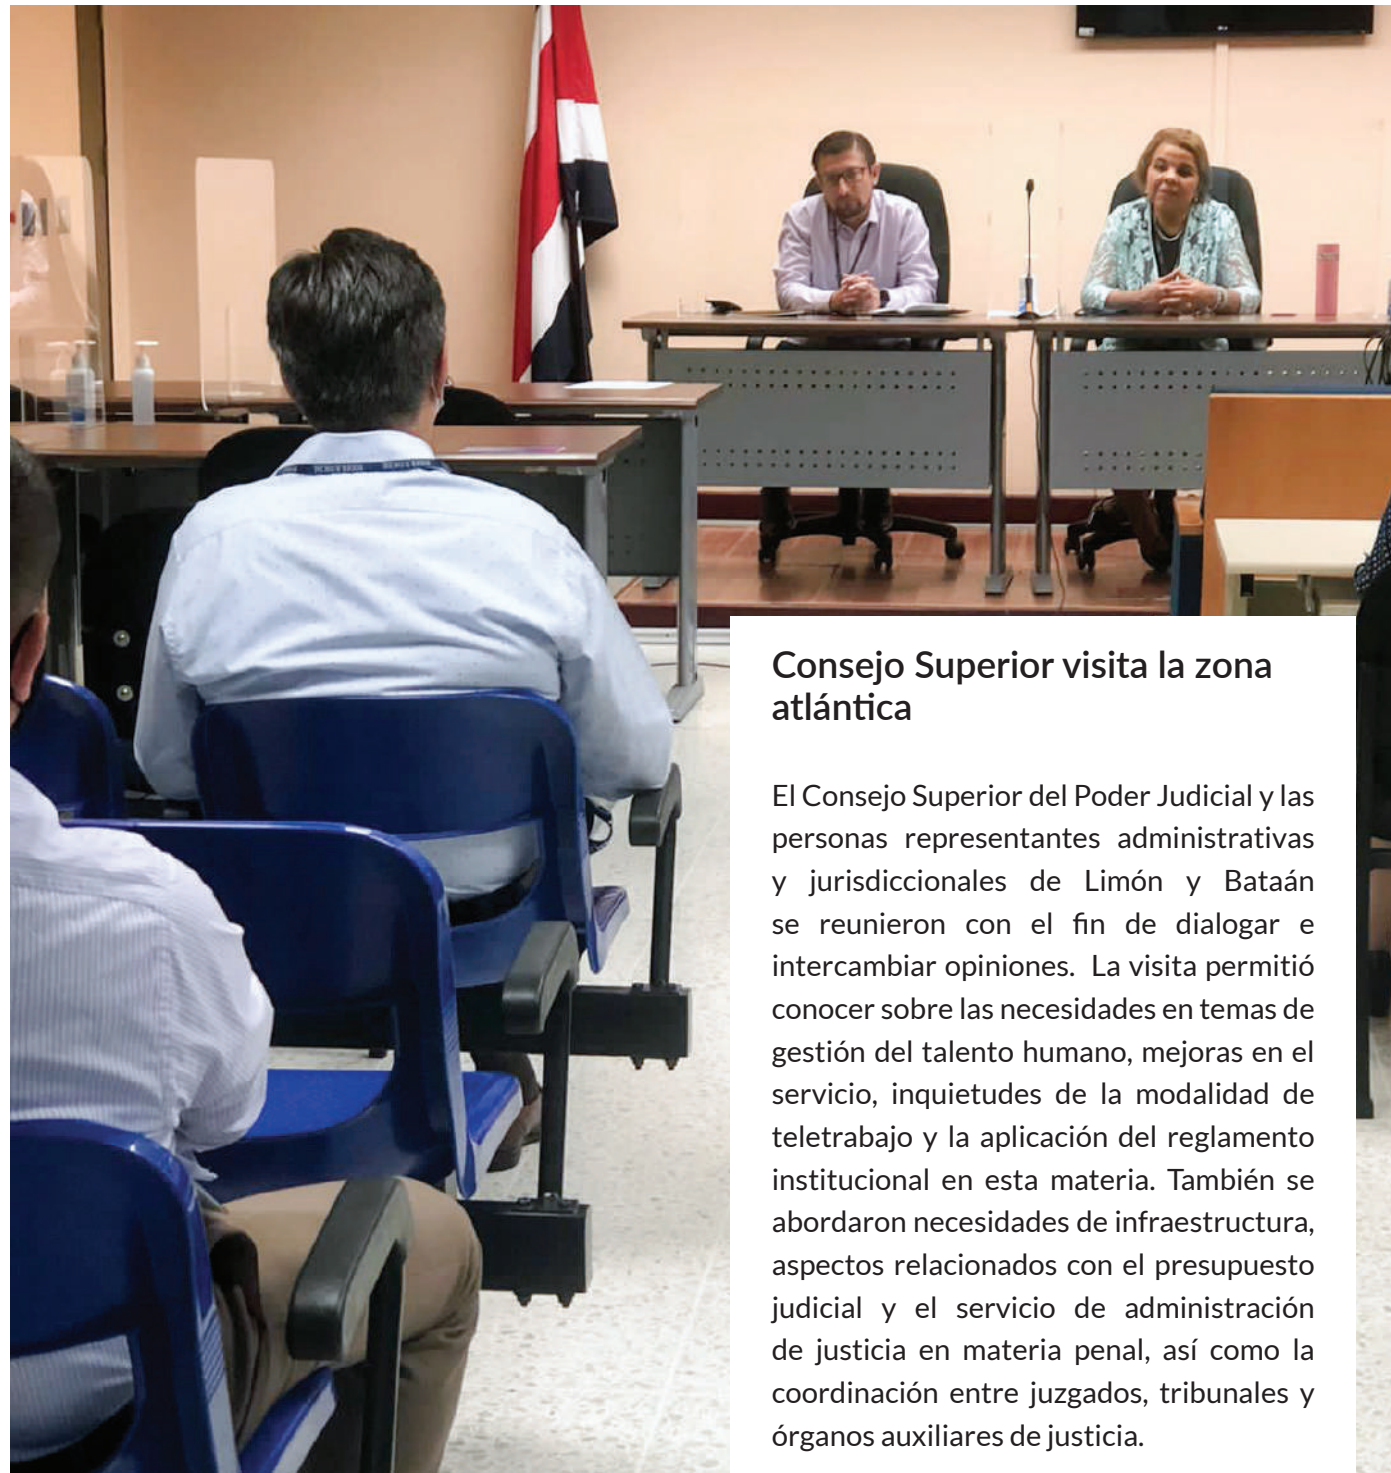 Consejo Superior visita la zona
atlántica
El Consejo Superior del Poder Judicial y las
personas representantes administrativas
y jurisdiccionales de Limón y Bataán
se reunieron con el fin de dialogar e
intercambiar opiniones. La visita permitió
conocer sobre las necesidades en temas de
gestión del talento humano, mejoras en el
servicio, inquietudes de la modalidad de
teletrabajo y la aplicación del reglamento
institucional en esta materia. También se
abordaron necesidades de infraestructura,
aspectos relacionados con el presupuesto
judicial y el servicio de administración
de justicia en materia penal, así como la
coordinación entre juzgados, tribunales y
órganos auxiliares de justicia.